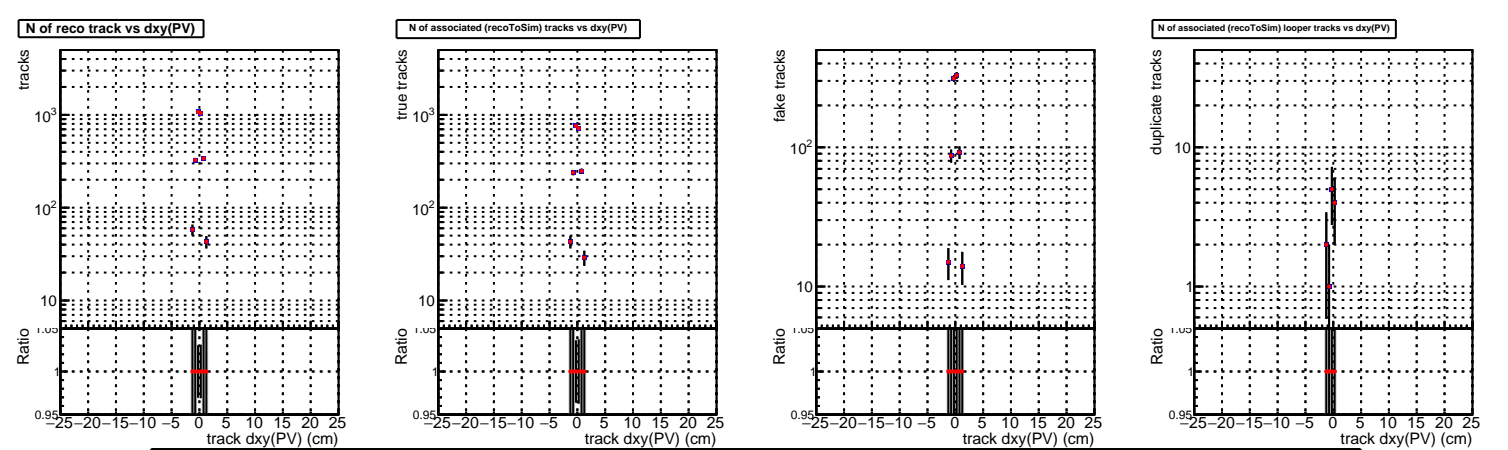 N of reco track vs dxy(PV)
N of associated (recoToSim) tracks vs dxy(PV)
N of associated (recoToSim) looper tracks vs dxy(PV)
tracks
10³
10²
10
Ratio
1.05
1
0.95
−25−20−15−10 −5 0 5 10 15 20 25
track dxy(PV) (cm)
true tracks
10³
10²
10
Ratio
1.05
1
0.95
−25−20−15−10 −5 0 5 10 15 20 25
track dxy(PV) (cm)
fake tracks
10²
10
Ratio
1.05
1
0.95
−25−20−15−10 −5 0 5 10 15 20 25
track dxy(PV) (cm)
duplicate tracks
10
1
Ratio
1.05
1
0.95
−25−20−15−10 −5 0 5 10 15 20 25
track dxy(PV) (cm)